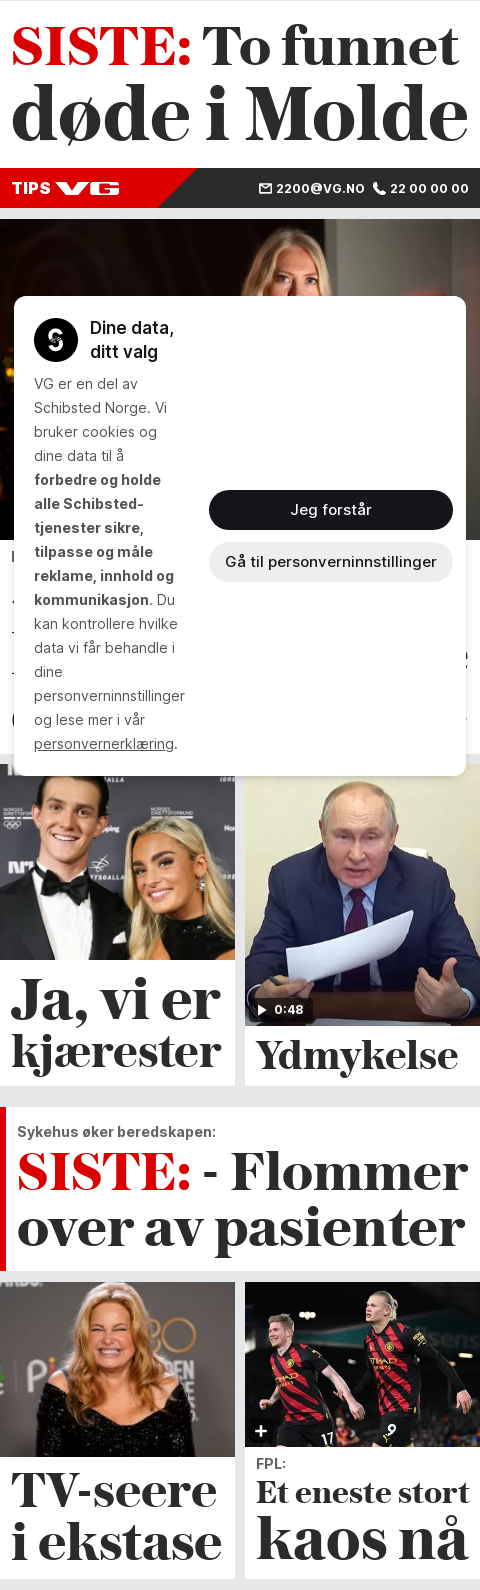 SISTE: To funnet
døde i Molde
TIPS VG
2200@VG.NO 22 00 00 00
Dine data,
ditt valg
VG er en del av
Schibsted Norge. Vi
bruker cookies og
dine data til å
forbedre og holde
alle Schibsted-
tjenester sikre,
tilpasse og måle
reklame, innhold og
kommunikasjon. Du
kan kontrollere hvilke
data vi får behandle i
dine
personverninnstillinger
og lese mer i vår
personvernerklæring.
Jeg forstår
Gå til personverninnstillinger
Ja, vi er
kjærester
0:48
Ydmykelse
Sykehus øker beredskapen:
SISTE: - Flommer
over av pasienter
TV-seere
i ekstase
17
9
FPL:
Et eneste stort
kaos nå